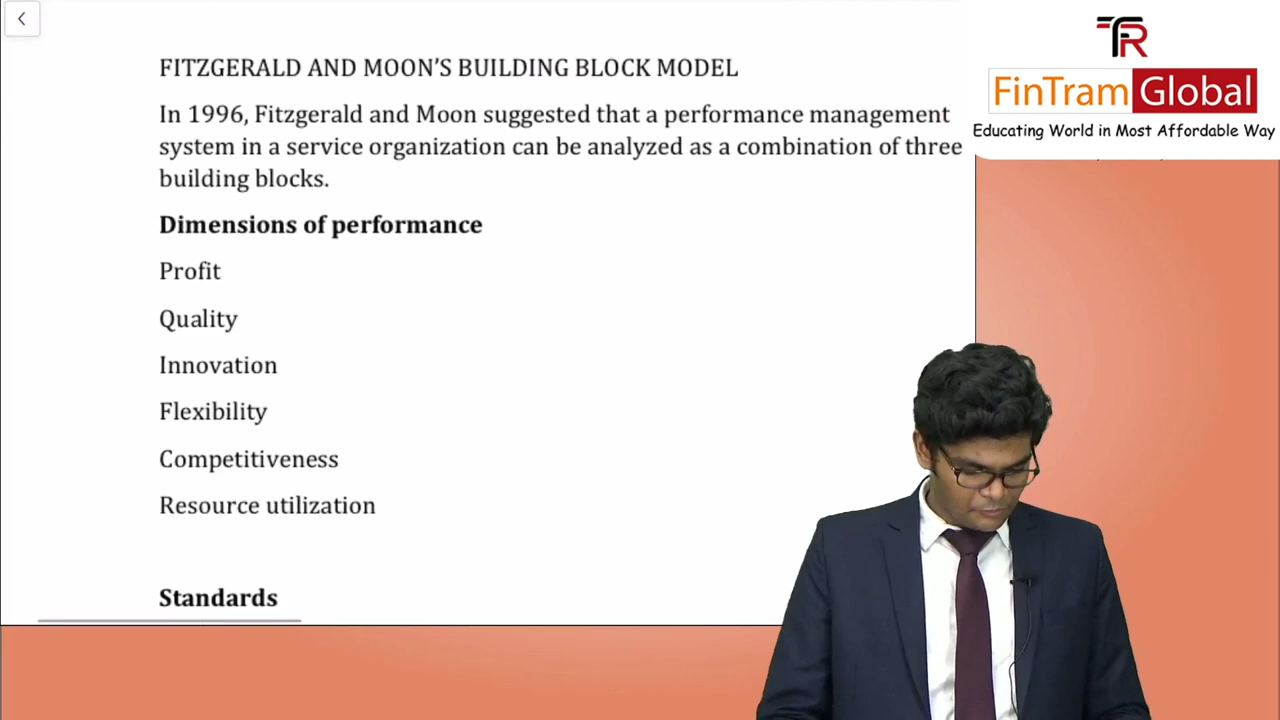 FITZGERALD AND MOON’S BUILDING BLOCK MODEL
In 1996, Fitzgerald and Moon suggested that a performance management
system in a service organization can be analyzed as a combination of three
building blocks.
Dimensions of performance
Profit
Quality
Innovation
Flexibility
Competitiveness
Resource utilization
Standards
TR
FinTram Global
Educating World in Most Affordable Way